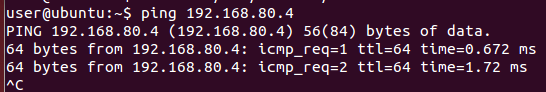 user@ubuntu:~$ ping 192.168.80.4
PING 192.168.80.4 (192.168.80.4) 56(84) bytes of data.
64 bytes from 192.168.80.4: icmp_req=1 ttl=64 time=0.672 ms
64 bytes from 192.168.80.4: icmp_req=2 ttl=64 time=1.72 ms
^C